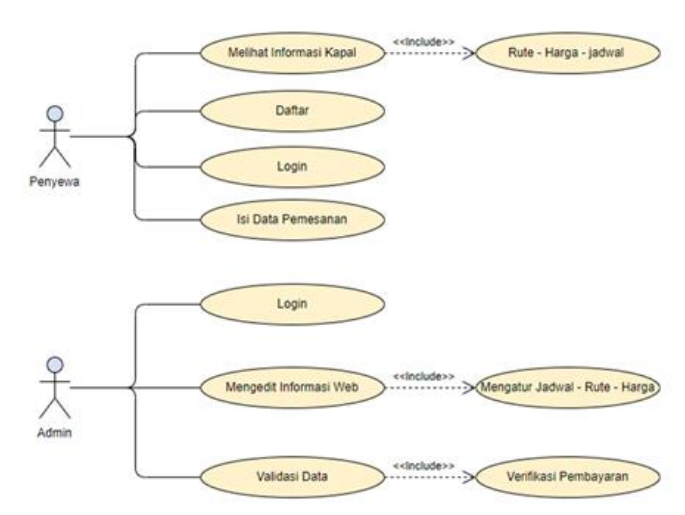 Melihat Informasi Kapal
<<Include>>
Rute - Harga - jadwal
Daftar
Login
Penyewa
Isi Data Pemesanan
Login
Mengedit Informasi Web
<<Include>>
Mengatur Jadwal - Rute - Harga
Admin
Validasi Data
<<Include>>
Verifikasi Pembayaran